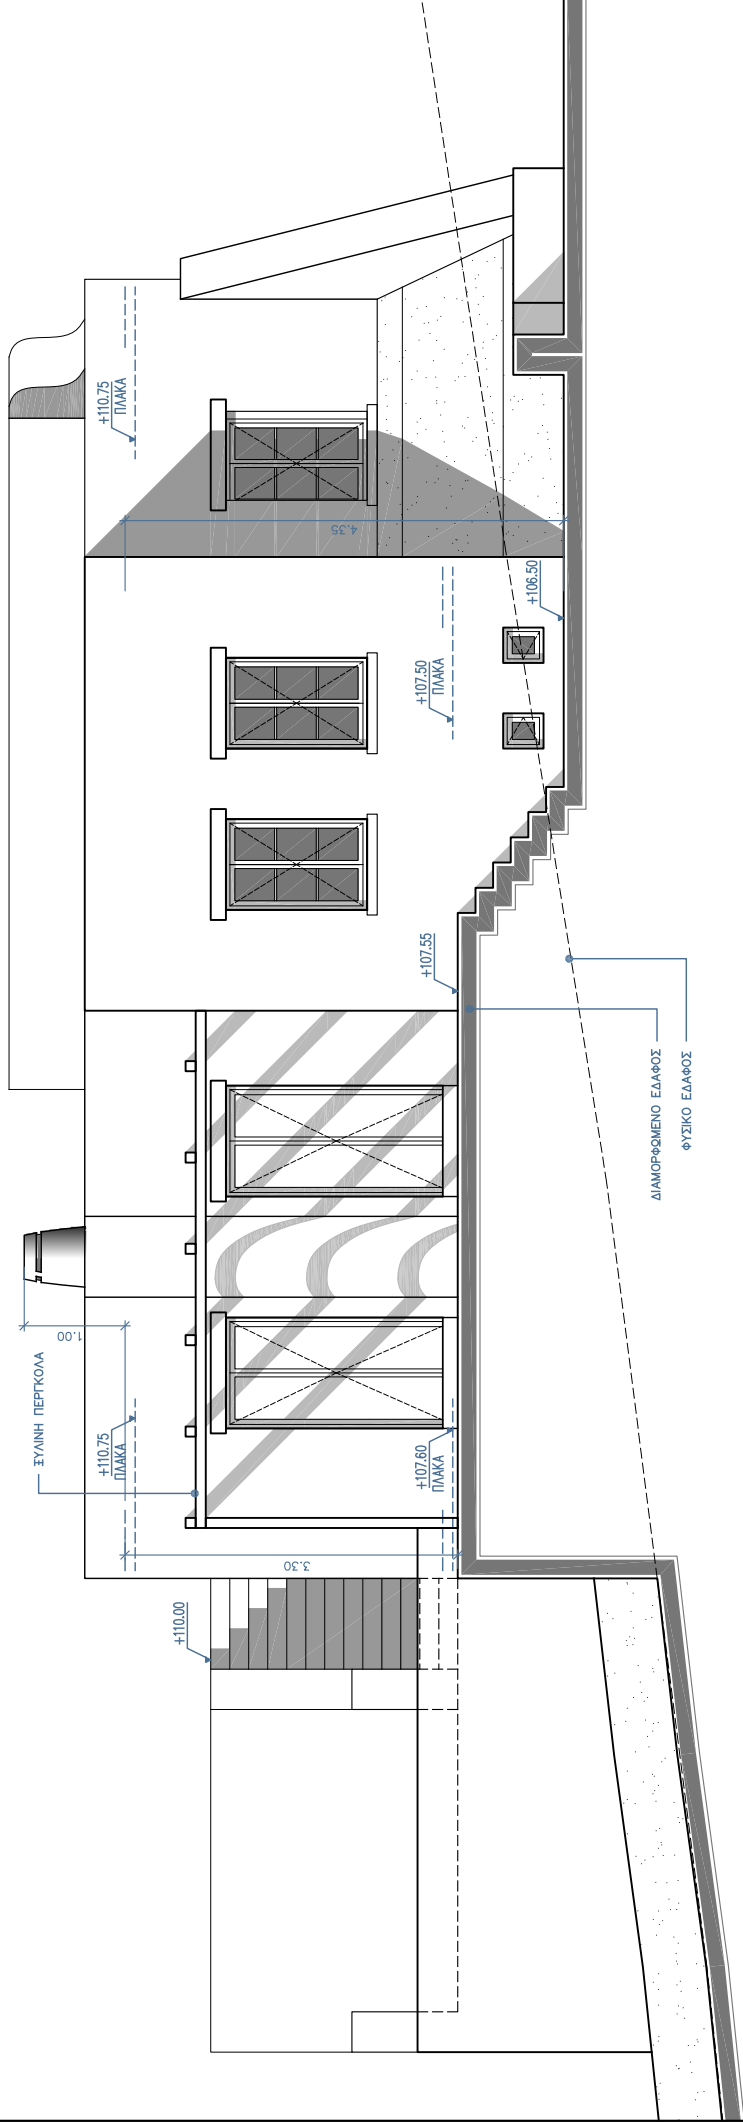 +110.75
ΠΛΑΚΑ
4.35
+106.50
+107.50
ΠΛΑΚΑ
+107.55
ΔΙΑΜΟΡΦΩΜΕΝΟ ΕΔΑΦΟΣ
ΦΥΣΙΚΟ ΕΔΑΦΟΣ
1.00
ΞΥΛΙΝΗ ΠΕΡΓΚΟΛΑ
+110.75
ΠΛΑΚΑ
+107.60
ΠΛΑΚΑ
3.30
+110.00